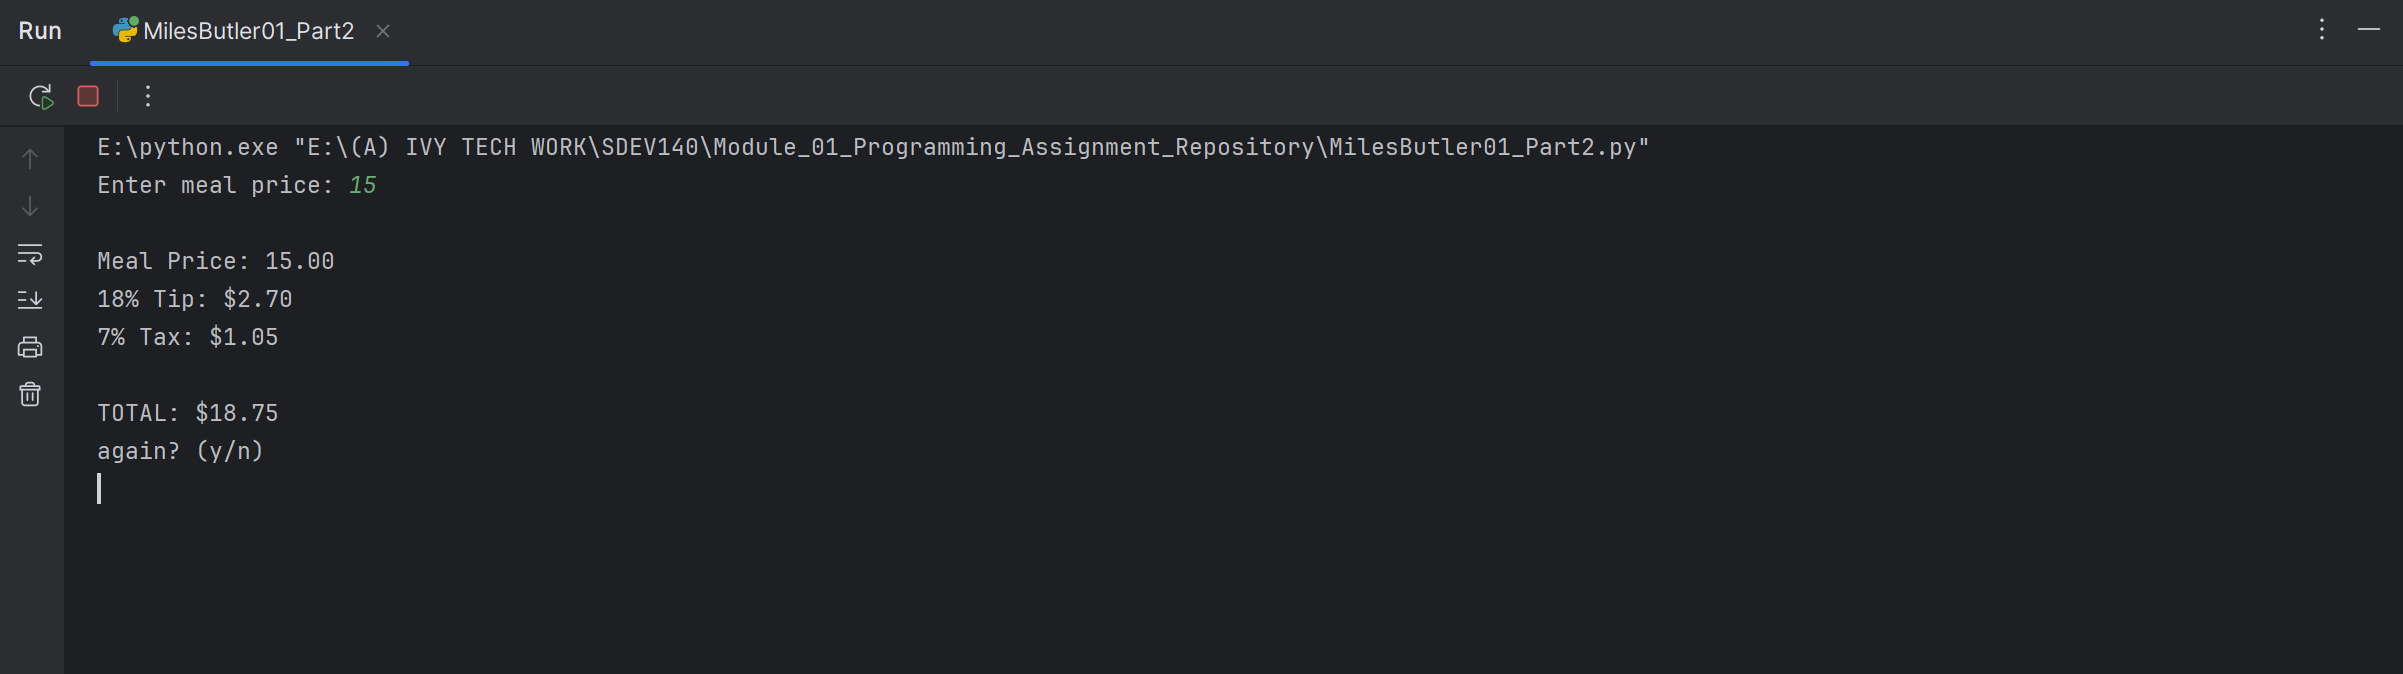 Run MilesButler01_Part2
E:\python.exe "E:\(A) IVY TECH WORK\SDEV140\Module_01_Programming_Assignment_Repository\MilesButler01_Part2.py"
Enter meal price: 15
Meal Price: 15.00
18% Tip: $2.70
7% Tax: $1.05
TOTAL: $18.75
again? (y/n)